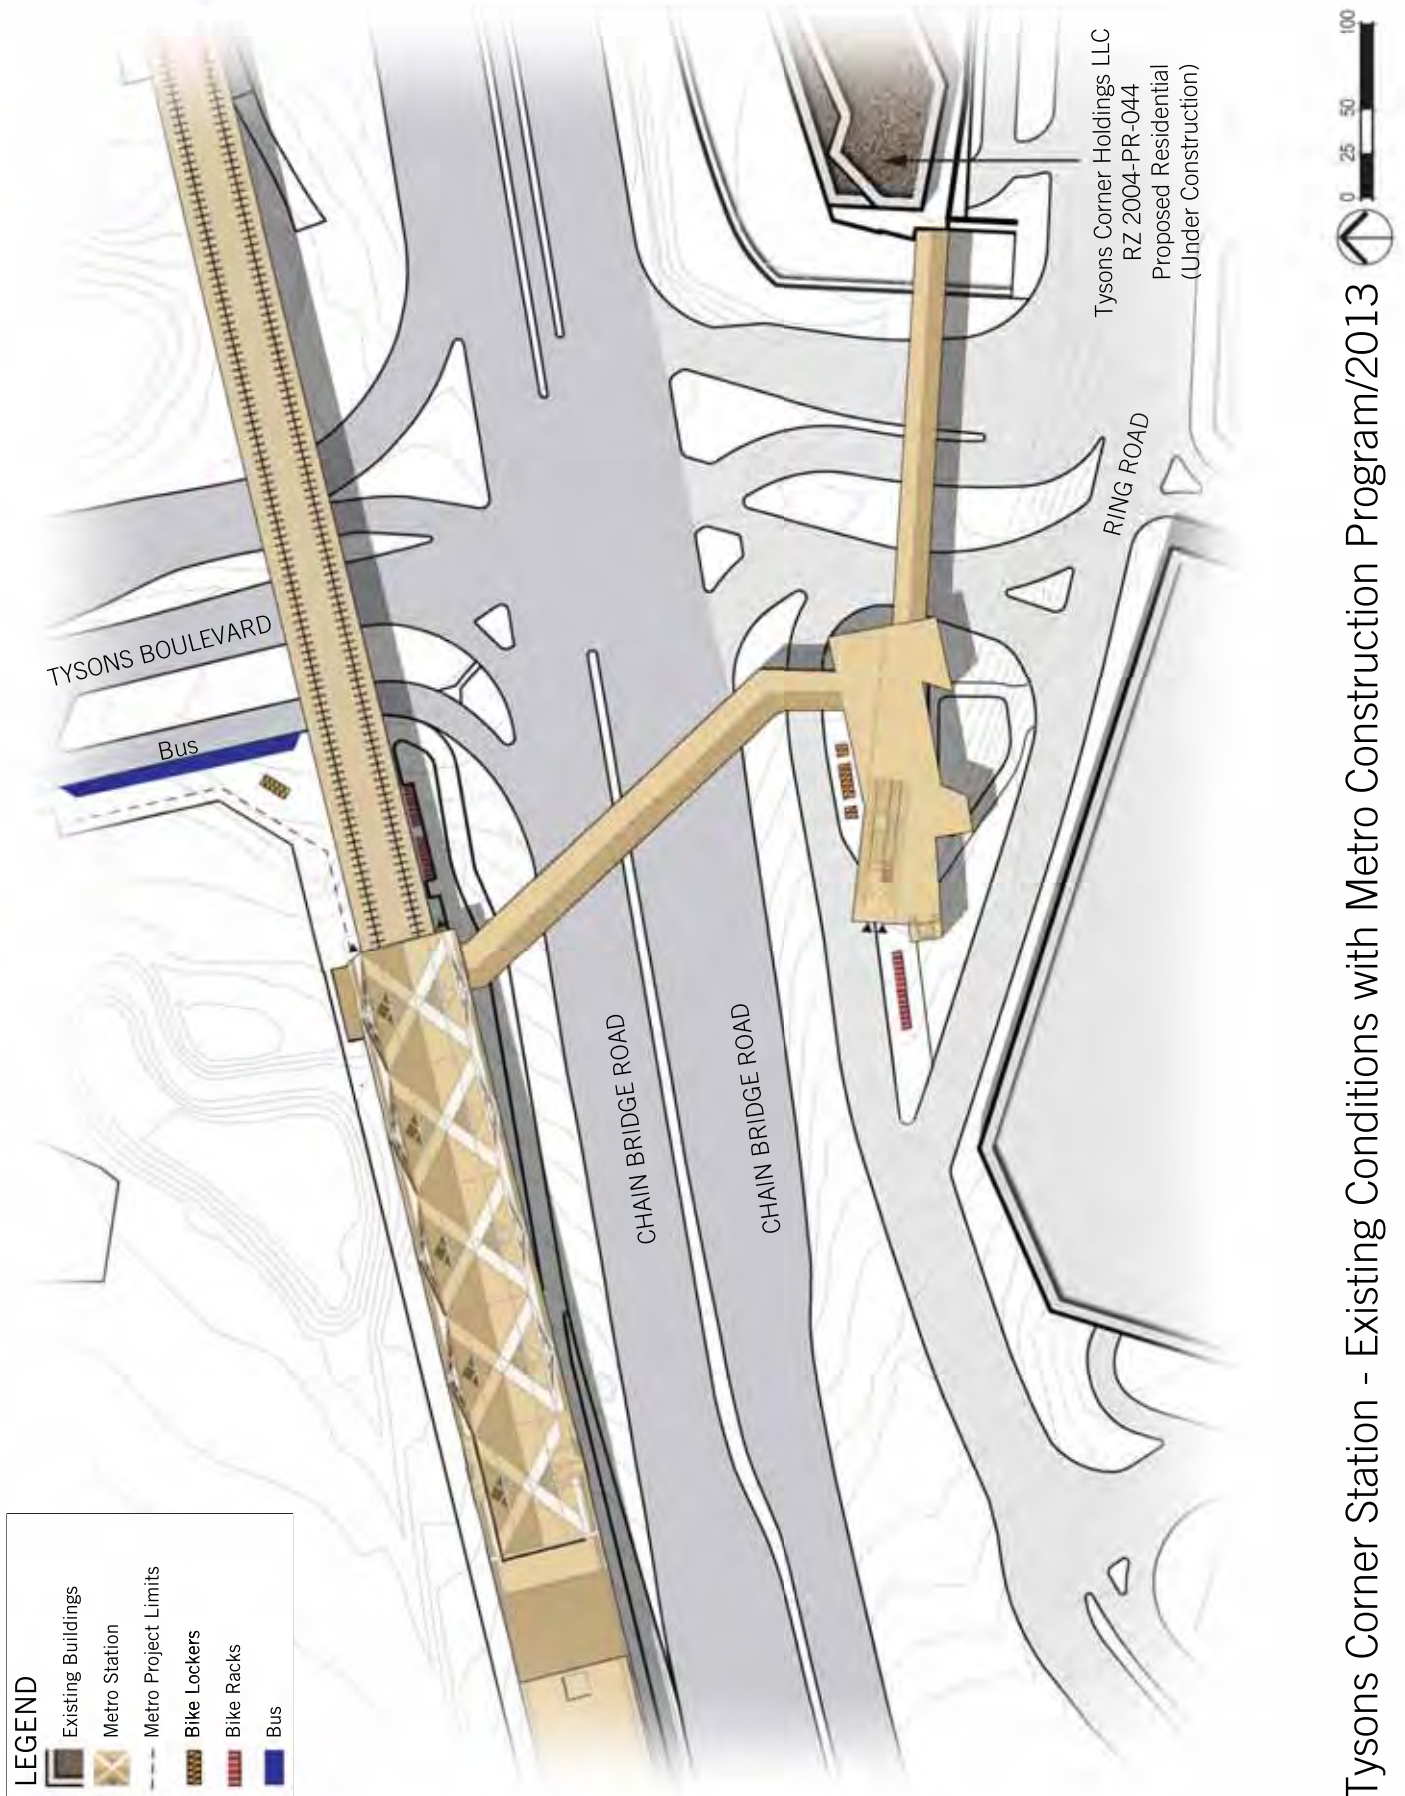 LEGEND
Existing Buildings
Metro Station
Metro Project Limits
Bike Lockers
Bike Racks
Bus
TYSONS BOULEVARD
Bus
CHAIN BRIDGE ROAD
CHAIN BRIDGE ROAD
RING ROAD
Tysons Corner Holdings LLC
RZ 2004-PR-044
Proposed Residential
(Under Construction)
Tysons Corner Station - Existing Conditions with Metro Construction Program/2013
0 25 50 100